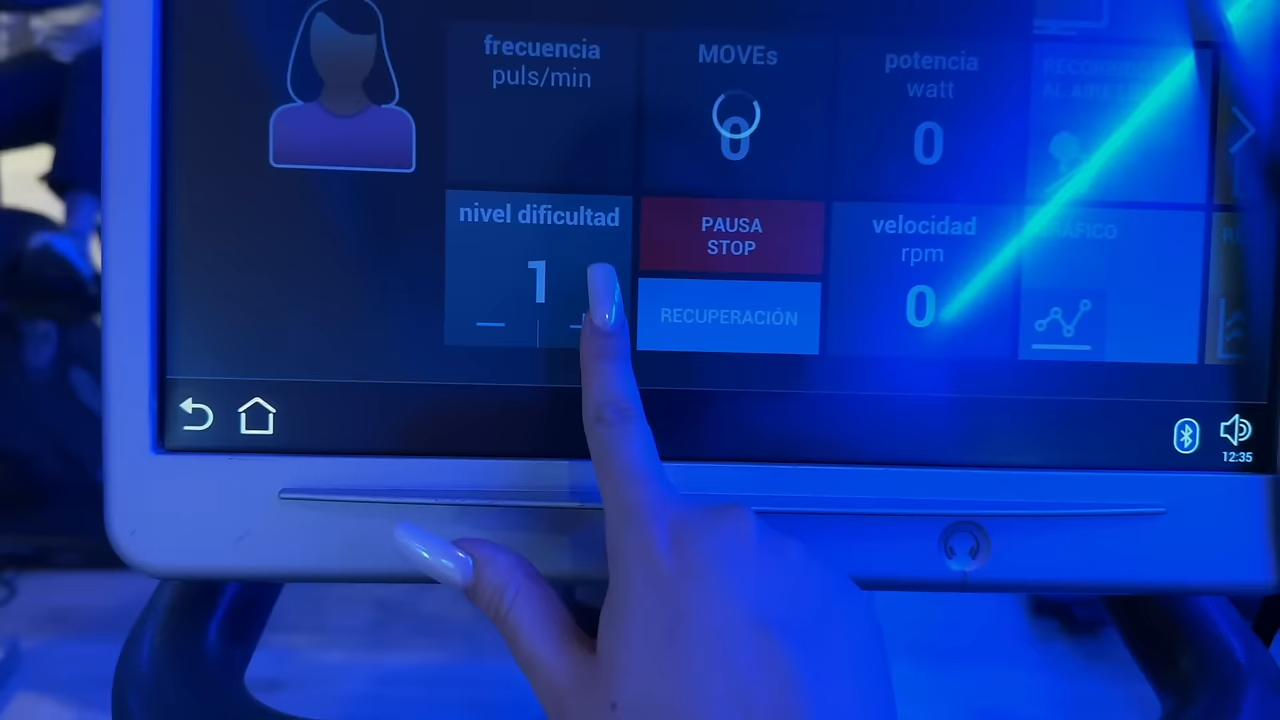 frecuencia
puls/min
MOVEs
0
potencia
watt
0
nivel dificultad
1
PAUSA
STOP
RECUPERACIÓN
velocidad
rpm
0
GRÁFICO
12:35